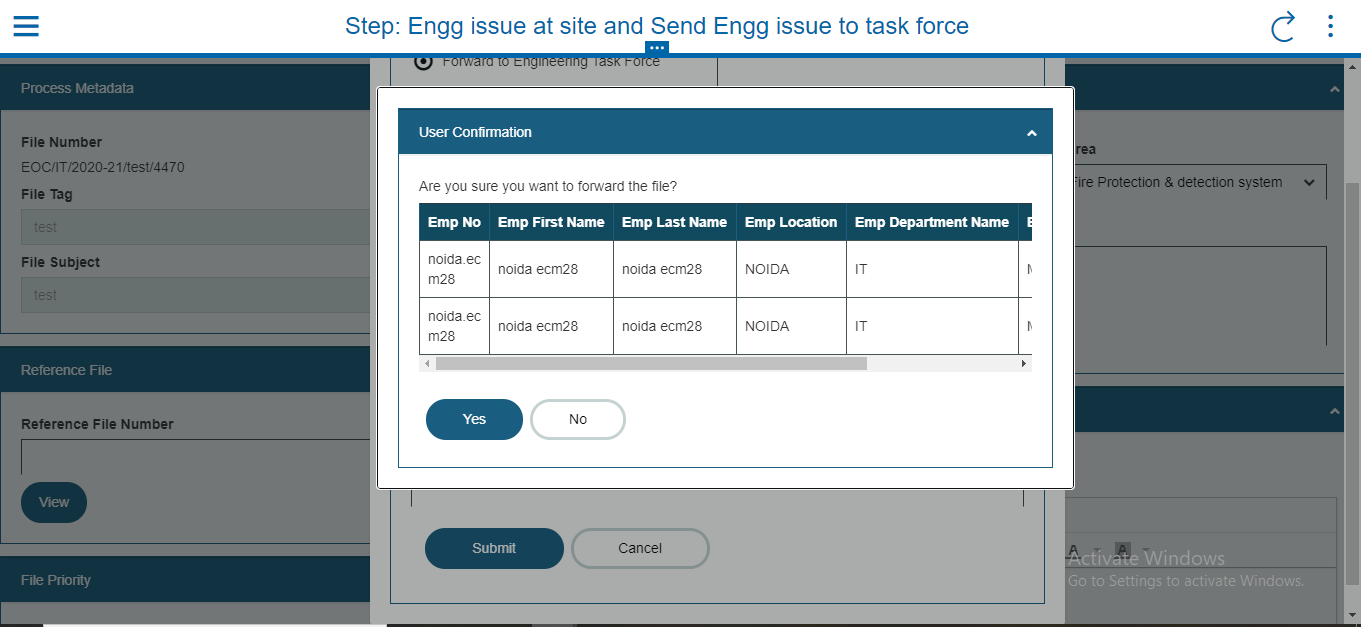 Step: Engg issue at site and Send Engg issue to task force
Forward to Engineering Task Force
Process Metadata
File Number
EOC/IT/2020-21/test/4470
File Tag
test
File Subject
test
Reference File
Reference File Number
View
File Priority
User Confirmation
Are you sure you want to forward the file?
Emp No Emp First Name Emp Last Name Emp Location Emp Department Name
noida.ec
m28 noida ecm28 noida ecm28 NOIDA IT
noida.ec
m28 noida ecm28 noida ecm28 NOIDA IT
Yes No
Submit Cancel
rea
Fire Protection & detection system
A A
Activate Windows
Go to Settings to activate Windows.